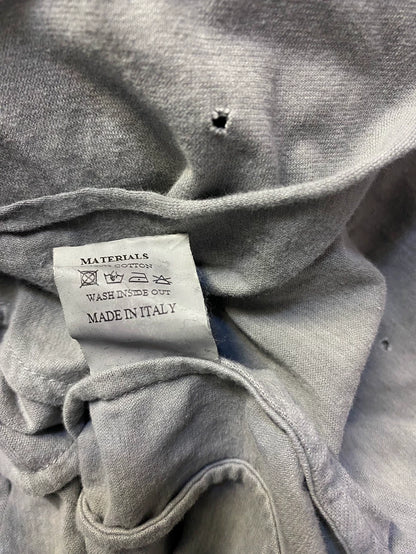 MATERIALS
COTTON
WASH INSIDE OUT
MADE IN ITALY